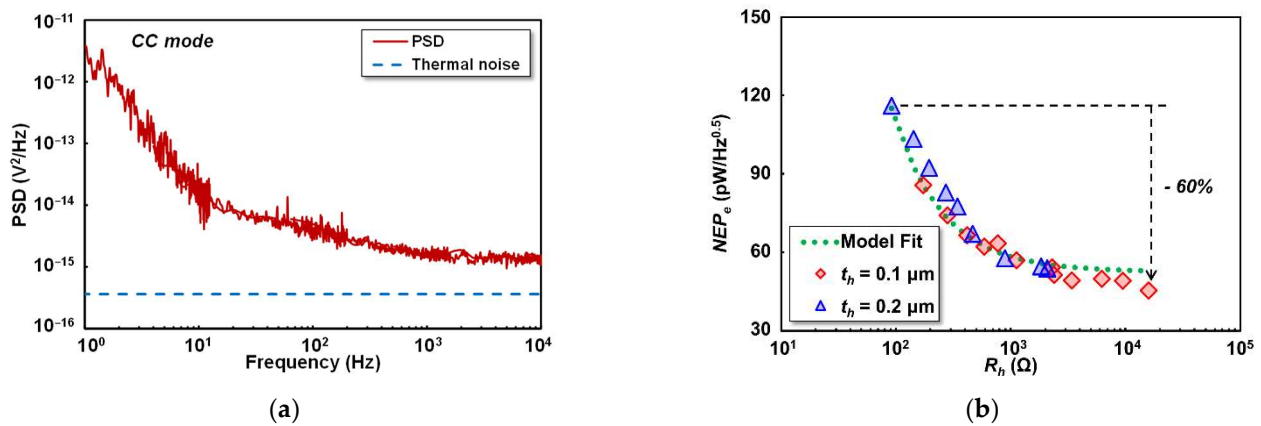 10⁻¹¹
10⁻¹²
10⁻¹³
10⁻¹⁴
10⁻¹⁵
10⁻¹⁶
PSD (V²/Hz)
CC mode
PSD
Thermal noise
10⁰ 10¹ 10² 10³ 10⁴
Frequency (Hz)
(a)
150
120
90
60
30
NEPₑ (pW/Hz⁰·⁵)
- 60%
Model Fit
tₕ = 0.1 µm
tₕ = 0.2 µm
10¹ 10² 10³ 10⁴ 10⁵
Rₕ (Ω)
(b)